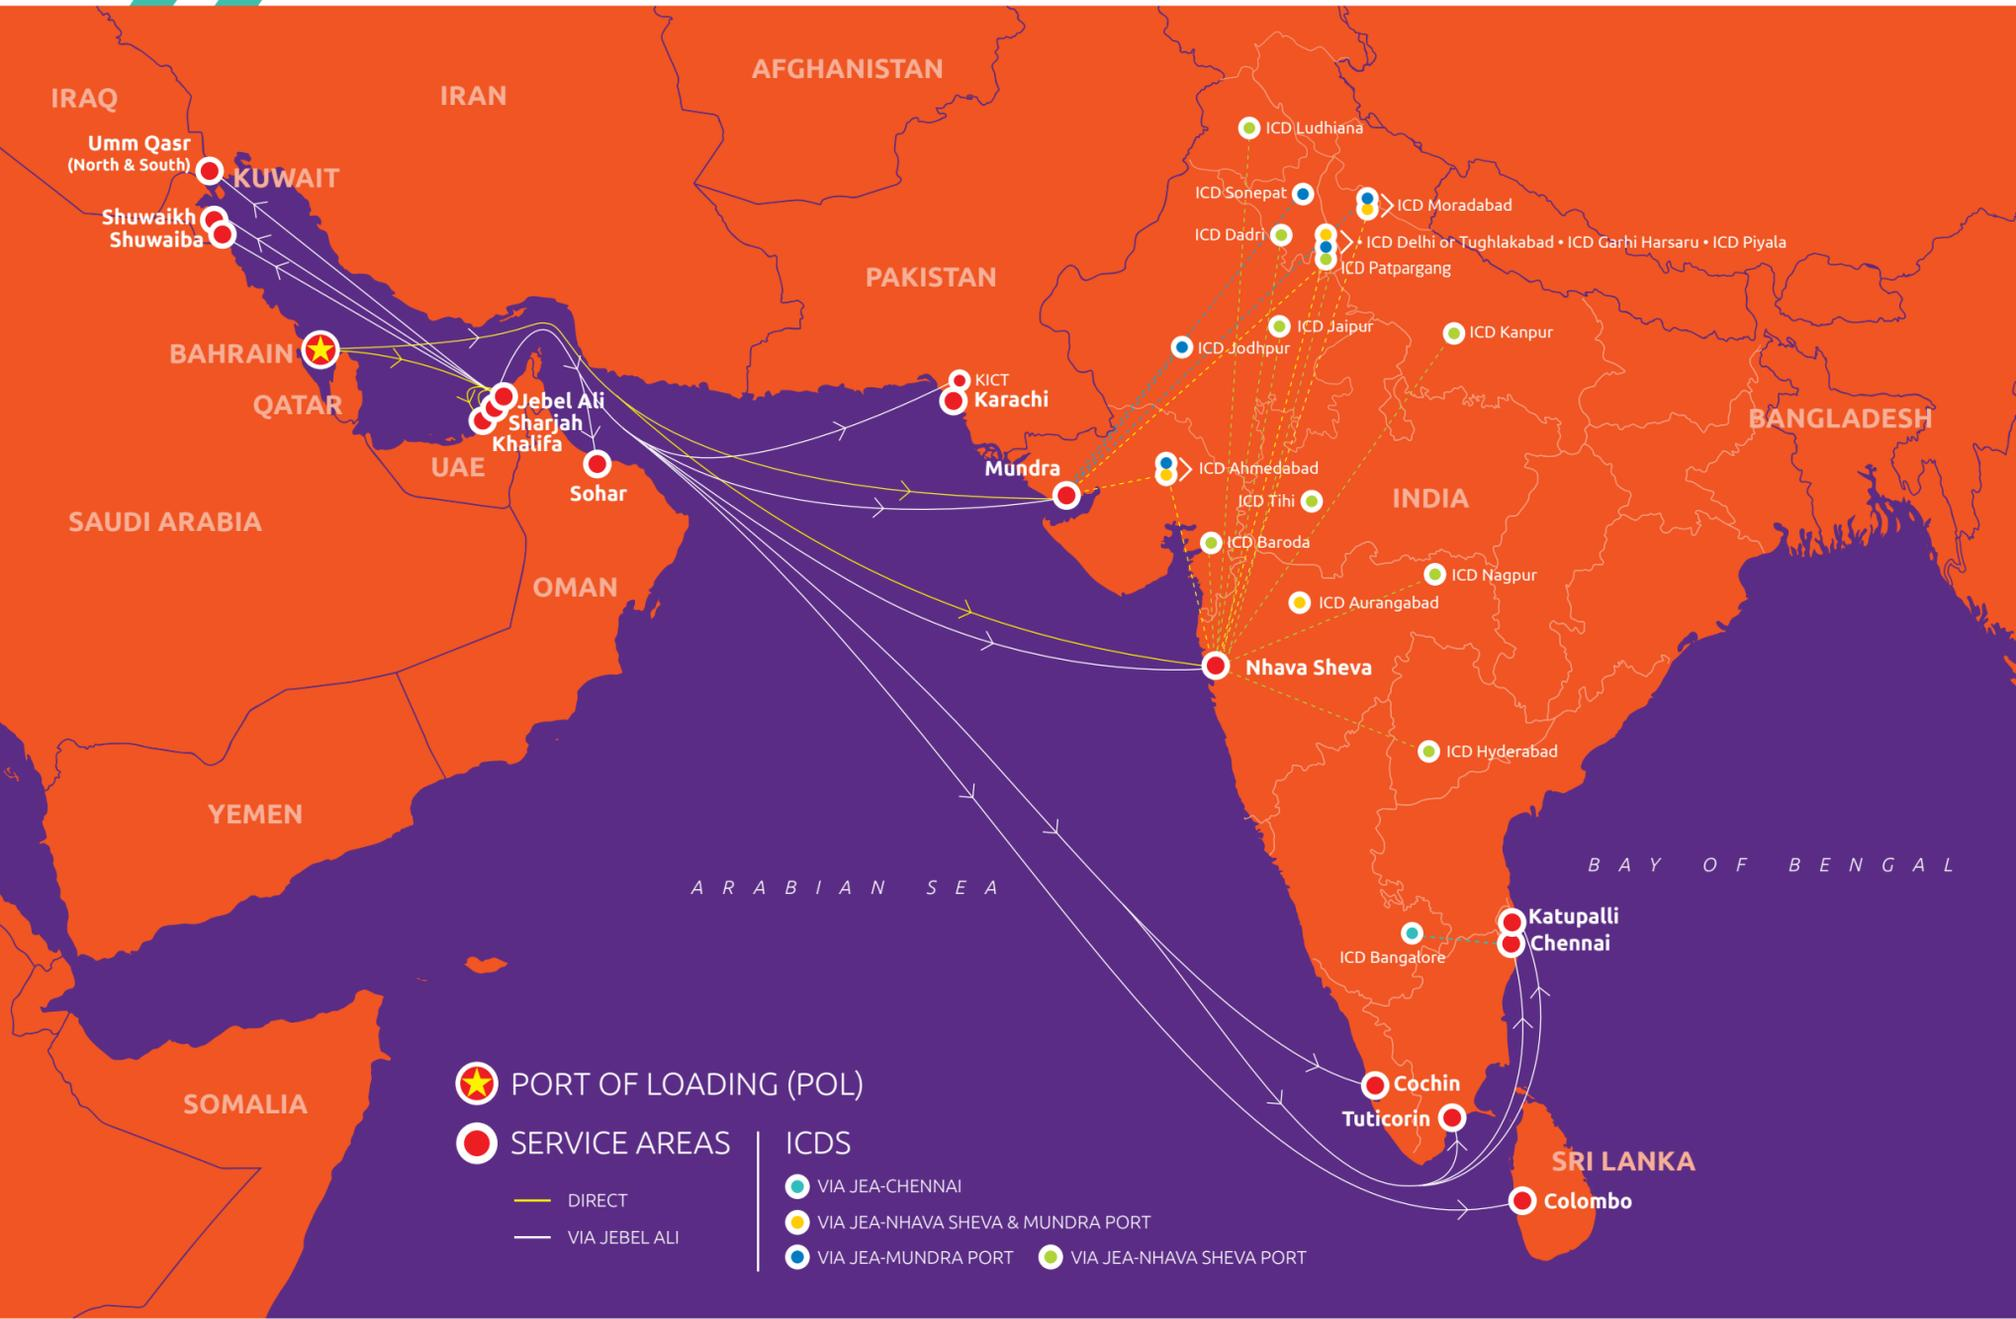 AFGHANISTAN
IRAQ
IRAN
ICD Ludhiana
Umm Qasr
(North & South)
KUWAIT
ICD Sonepat
ICD Moradabad
Shuwaikh
Shuwaiba
ICD Dadri
• ICD Delhi or Tughlakabad • ICD Garhi Harsaru • ICD Piyala
ICD Patpargang
PAKISTAN
ICD Jaipur
ICD Kanpur
BAHRAIN
ICD Jodhpur
KICT
Karachi
QATAR
Jebel Ali
Sharjah
Khalifa
BANGLADESH
UAE
Mundra
ICD Ahmedabad
Sohar
ICD Tihi
INDIA
SAUDI ARABIA
ICD Baroda
OMAN
ICD Nagpur
ICD Aurangabad
Nhava Sheva
ICD Hyderabad
YEMEN
BAY OF BENGAL
ARABIAN SEA
Katupalli
Chennai
ICD Bangalore
SOMALIA
Cochin
Tuticorin
SRI LANKA
Colombo
PORT OF LOADING (POL)
SERVICE AREAS
DIRECT
VIA JEBEL ALI
ICDS
VIA JEA-CHENNAI
VIA JEA-NHAVA SHEVA & MUNDRA PORT
VIA JEA-MUNDRA PORT
VIA JEA-NHAVA SHEVA PORT